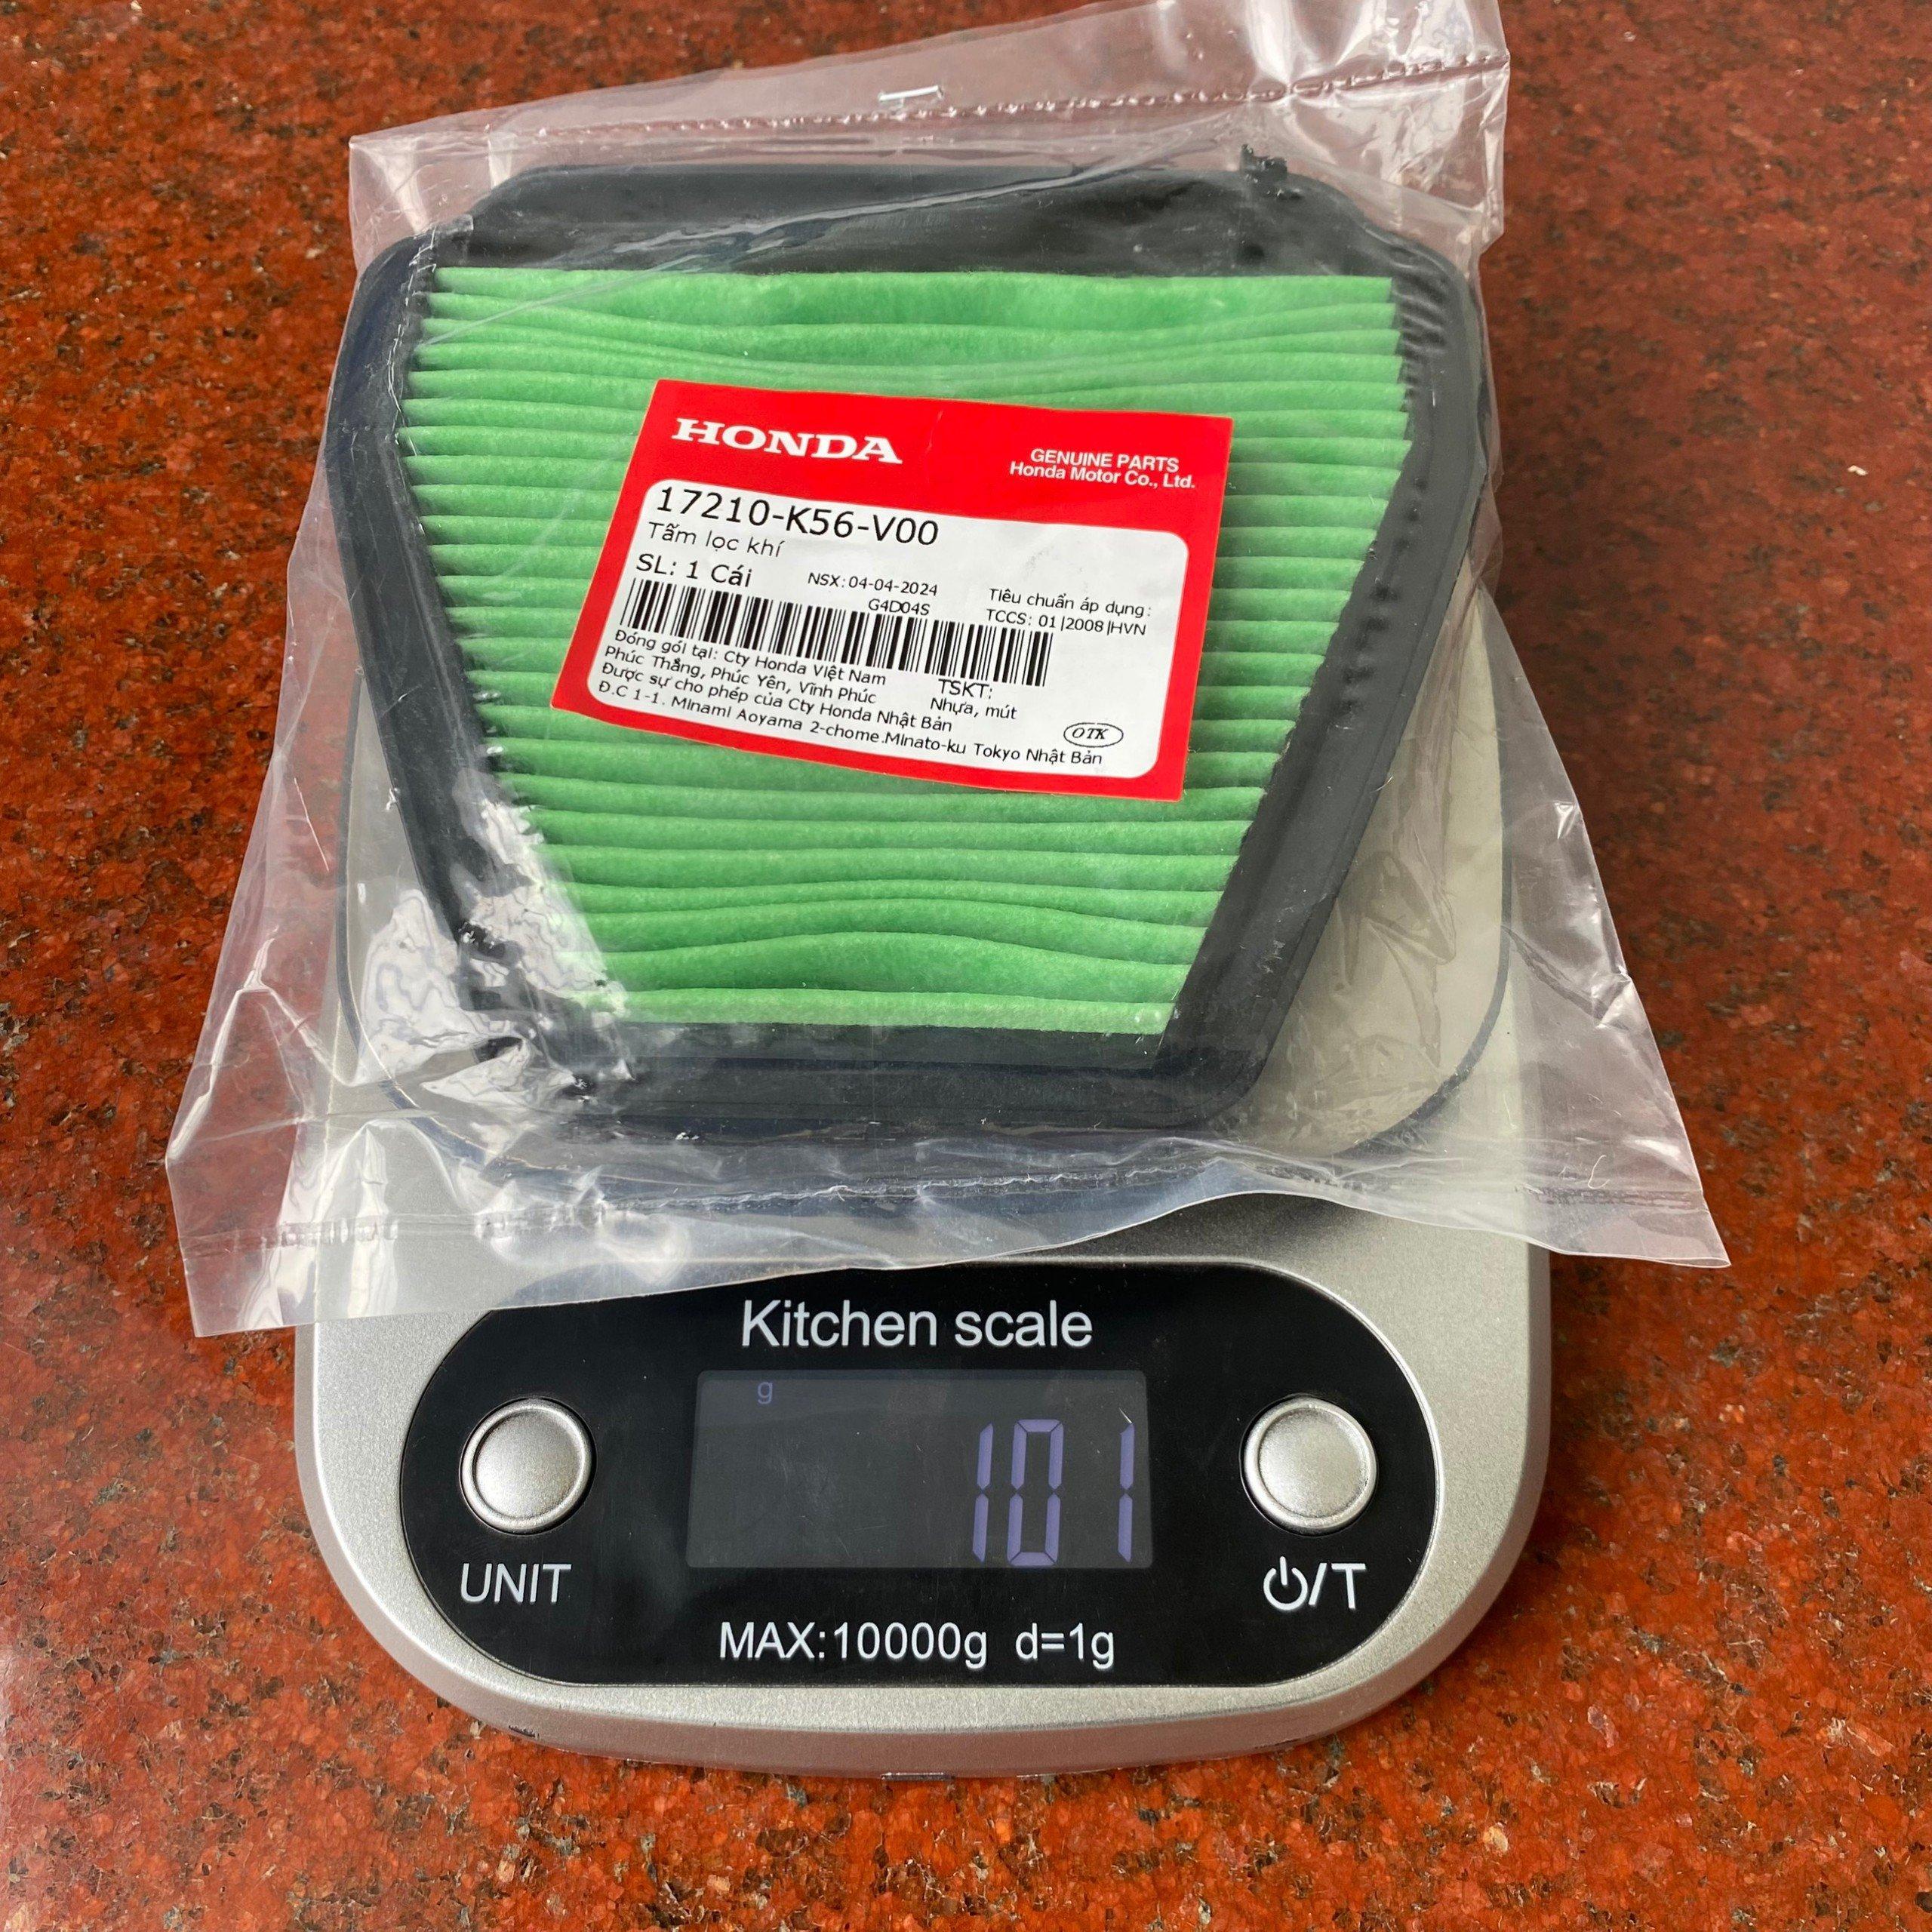 HONDA
GENUINE PARTS
Honda Motor Co., Ltd.
17210-K56-V00
Tấm lọc khí
SL: 1 Cái
NSX: 04-04-2024
G4D04S
Tiêu chuẩn áp dụng:
TCCS: 01|2008|HVN
Đóng gói tại: Cty Honda Việt Nam
Phúc Thắng, Phúc Yên, Vĩnh Phúc
Được sự cho phép của Cty Honda Nhật Bản
Đ.C 1-1. Minami Aoyama 2-chome.Minato-ku Tokyo Nhật Bản
TSKT:
Nhựa, mút
OTK
Kitchen scale
g
101
UNIT
/T
MAX:10000g d=1g